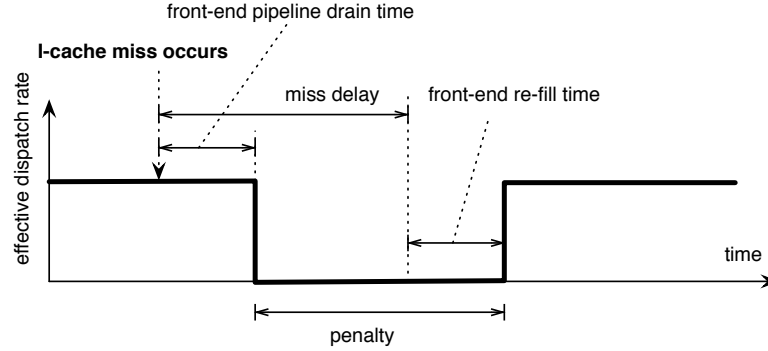 front-end pipeline drain time
I-cache miss occurs
miss delay
front-end re-fill time
effective dispatch rate
time
penalty